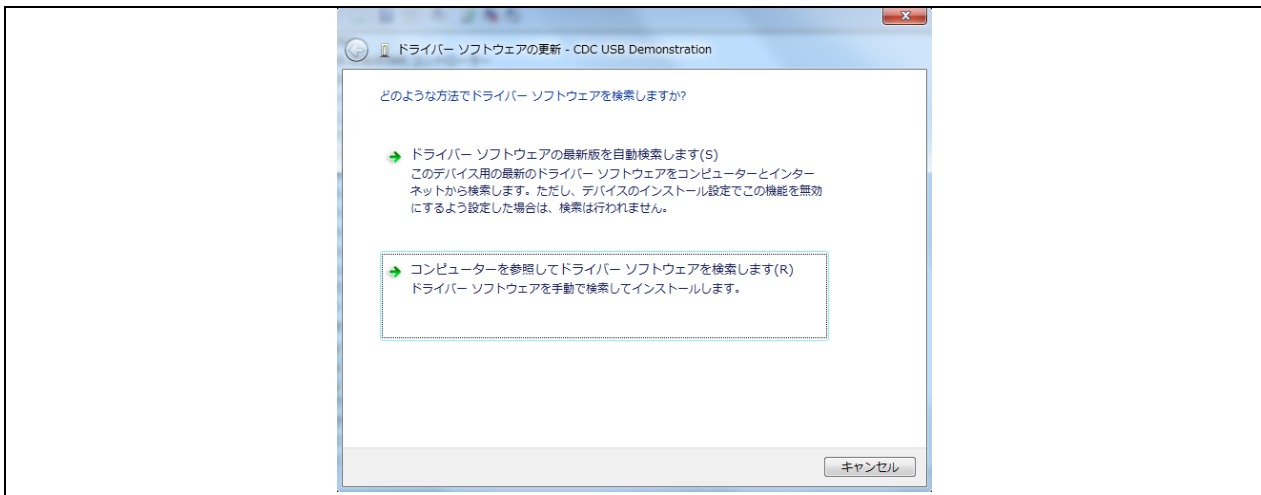 ドライバー ソフトウェアの更新 - CDC USB Demonstration
どのような方法でドライバー ソフトウェアを検索しますか?
ドライバー ソフトウェアの最新版を自動検索します(S)
このデバイス用の最新のドライバー ソフトウェアをコンピューターとインター
ネットから検索します。ただし、デバイスのインストール設定でこの機能を無効
にするよう設定した場合は、検索は行われません。
コンピューターを参照してドライバー ソフトウェアを検索します(R)
ドライバー ソフトウェアを手動で検索してインストールします。
キャンセル